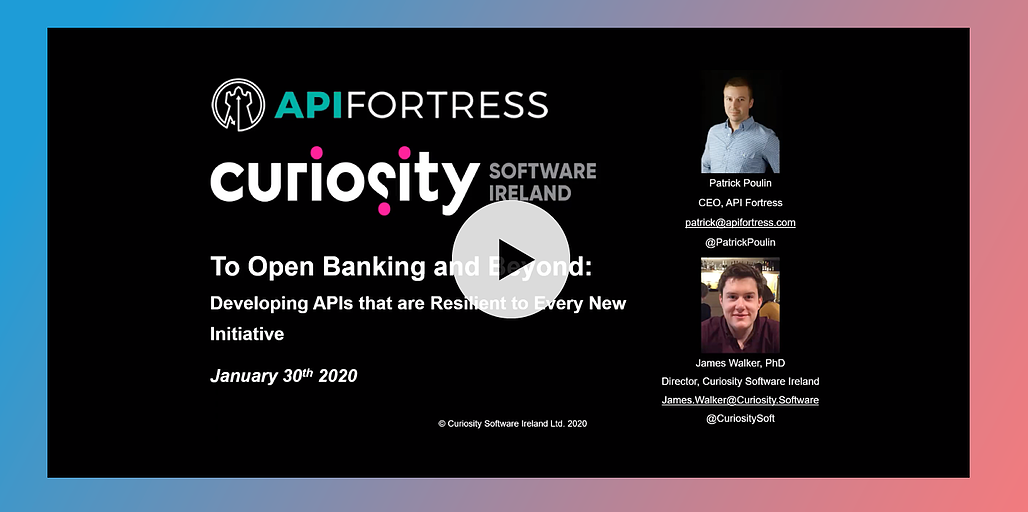 APIFORTRESS
curiosity SOFTWARE IRELAND
To Open Banking and Beyond:
Developing APIs that are Resilient to Every New
Initiative
January 30th 2020
© Curiosity Software Ireland Ltd. 2020
Patrick Poulin
CEO, API Fortress
patrick@apifortress.com
@PatrickPoulin
James Walker, PhD
Director, Curiosity Software Ireland
James.Walker@Curiosity.Software
@CuriositySoft